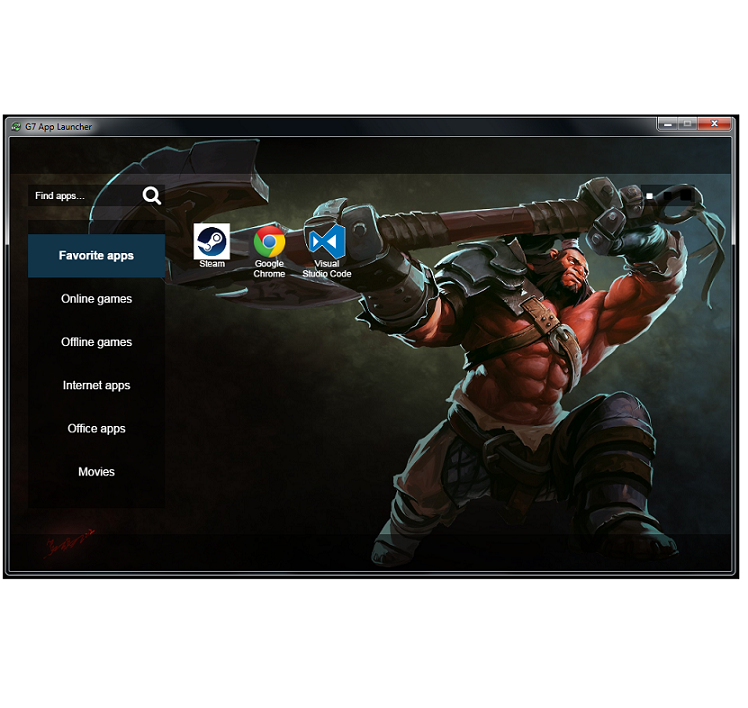 G7 App Launcher
Find apps...
Favorite apps
Online games
Offline games
Internet apps
Office apps
Movies
Steam
Google
Chrome
Visual
Studio Code